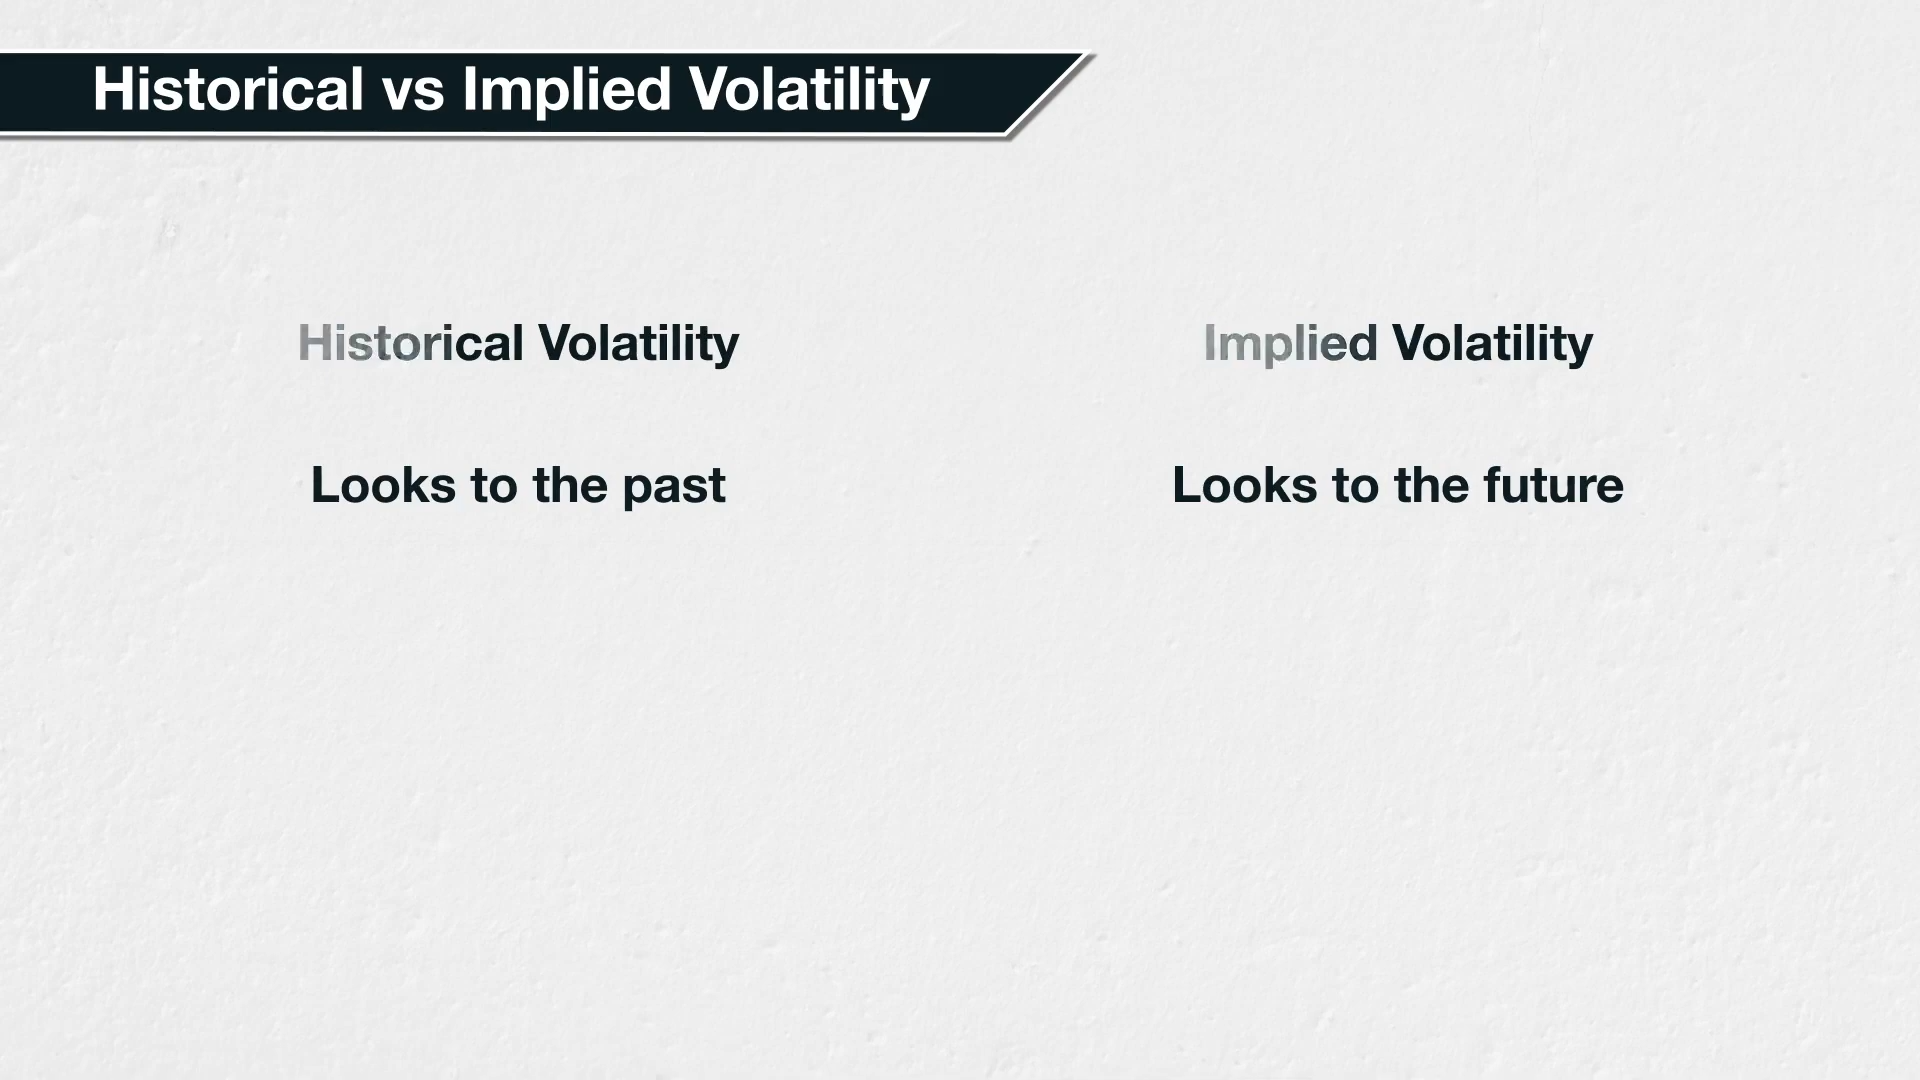 Historical vs Implied Volatility
Historical Volatility
Implied Volatility
Looks to the past
Looks to the future